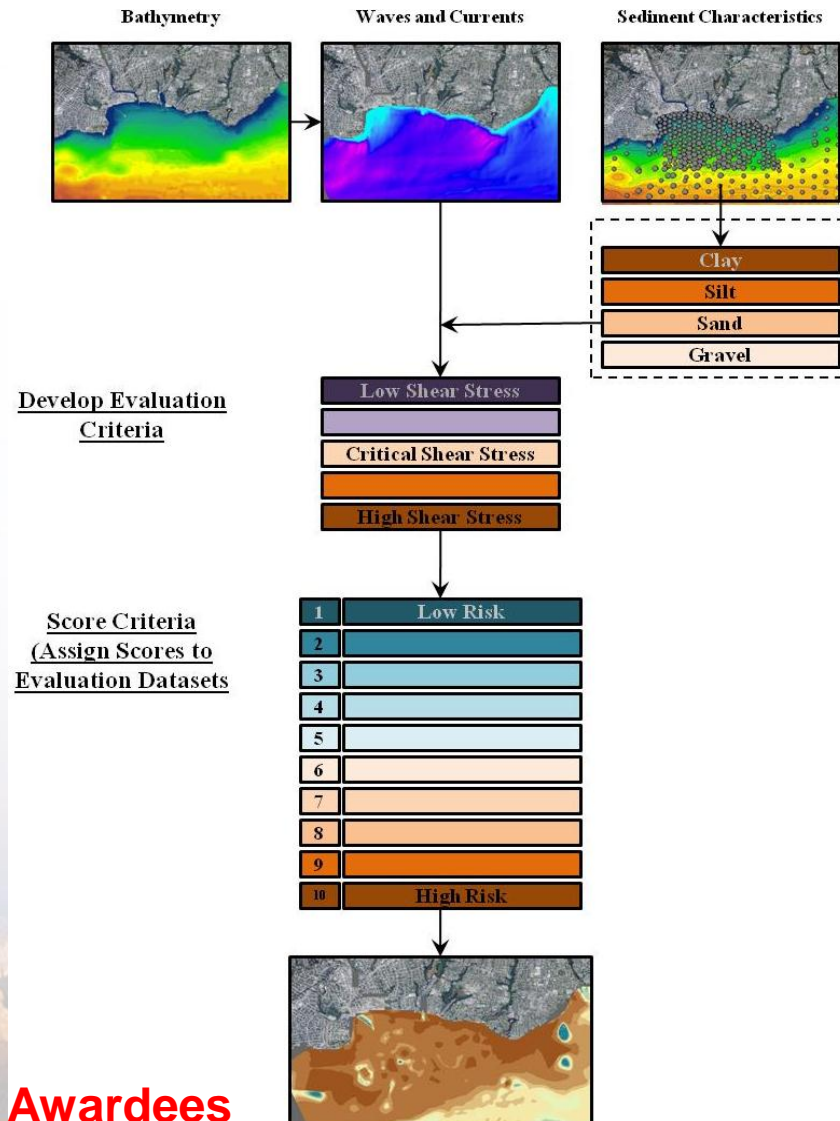 Bathymetry
Waves and Currents
Sediment Characteristics
Clay
Silt
Sand
Gravel
Develop Evaluation
Criteria
Low Shear Stress
Critical Shear Stress
High Shear Stress
Score Criteria
(Assign Scores to
Evaluation Datasets
1 Low Risk
2
3
4
5
6
7
8
9
10 High Risk
Awardees